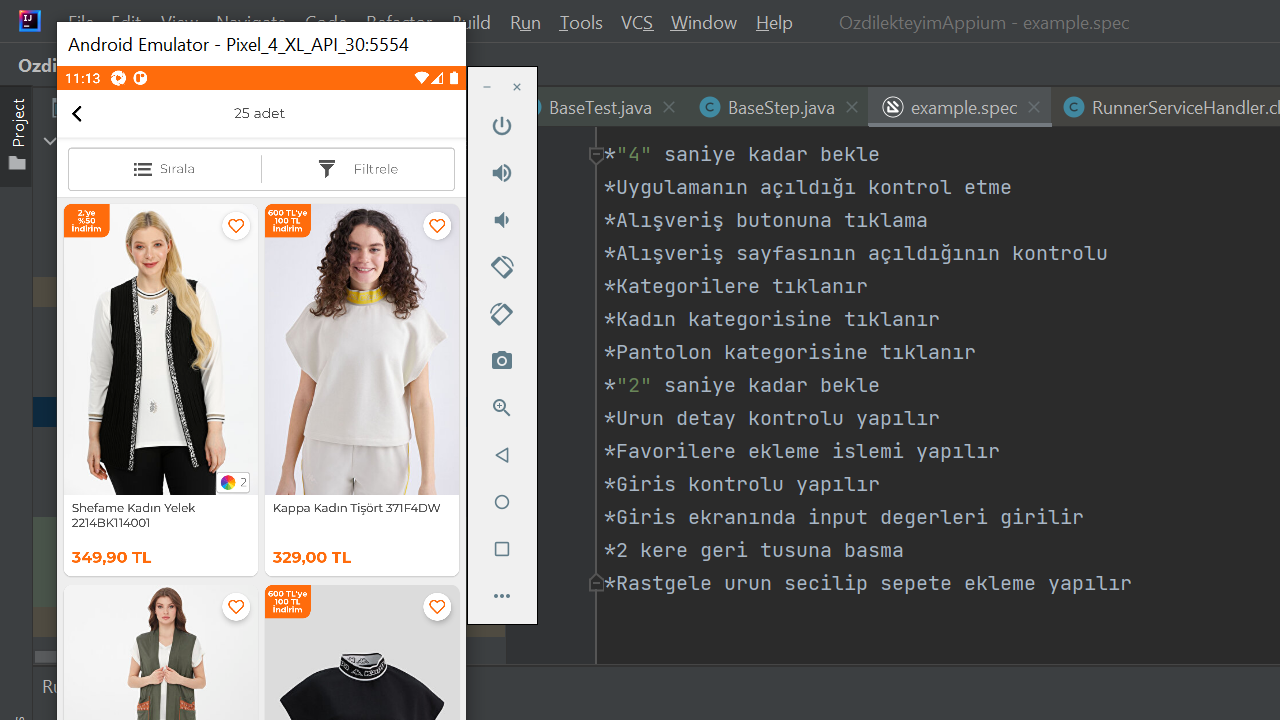 File Edit View Navigate Code Refactor Build Run Tools VCS Window Help OzdilekteyimAppium - example.spec
Android Emulator - Pixel_4_XL_API_30:5554
Ozdi
11:13
25 adet
Sırala Filtrele
2.'ye
%50
İndirim
2
Shefame Kadın Yelek
2214BK114001
349,90 TL
600 TL'ye
100 TL
İndirim
Kappa Kadın Tişört 371F4DW
329,00 TL
600 TL'ye
100 TL
İndirim
Project
BaseTest.java BaseStep.java example.spec RunnerServiceHandler.cl
*"4" saniye kadar bekle
*Uygulamanın açıldığı kontrol etme
*Alışveriş butonuna tıklama
*Alışveriş sayfasının açıldığının kontrolu
*Kategorilere tıklanır
*Kadın kategorisine tıklanır
*Pantolon kategorisine tıklanır
*"2" saniye kadar bekle
*Urun detay kontrolu yapılır
*Favorilere ekleme islemi yapılır
*Giris kontrolu yapılır
*Giris ekranında input degerleri girilir
*2 kere geri tusuna basma
*Rastgele urun secilip sepete ekleme yapılır